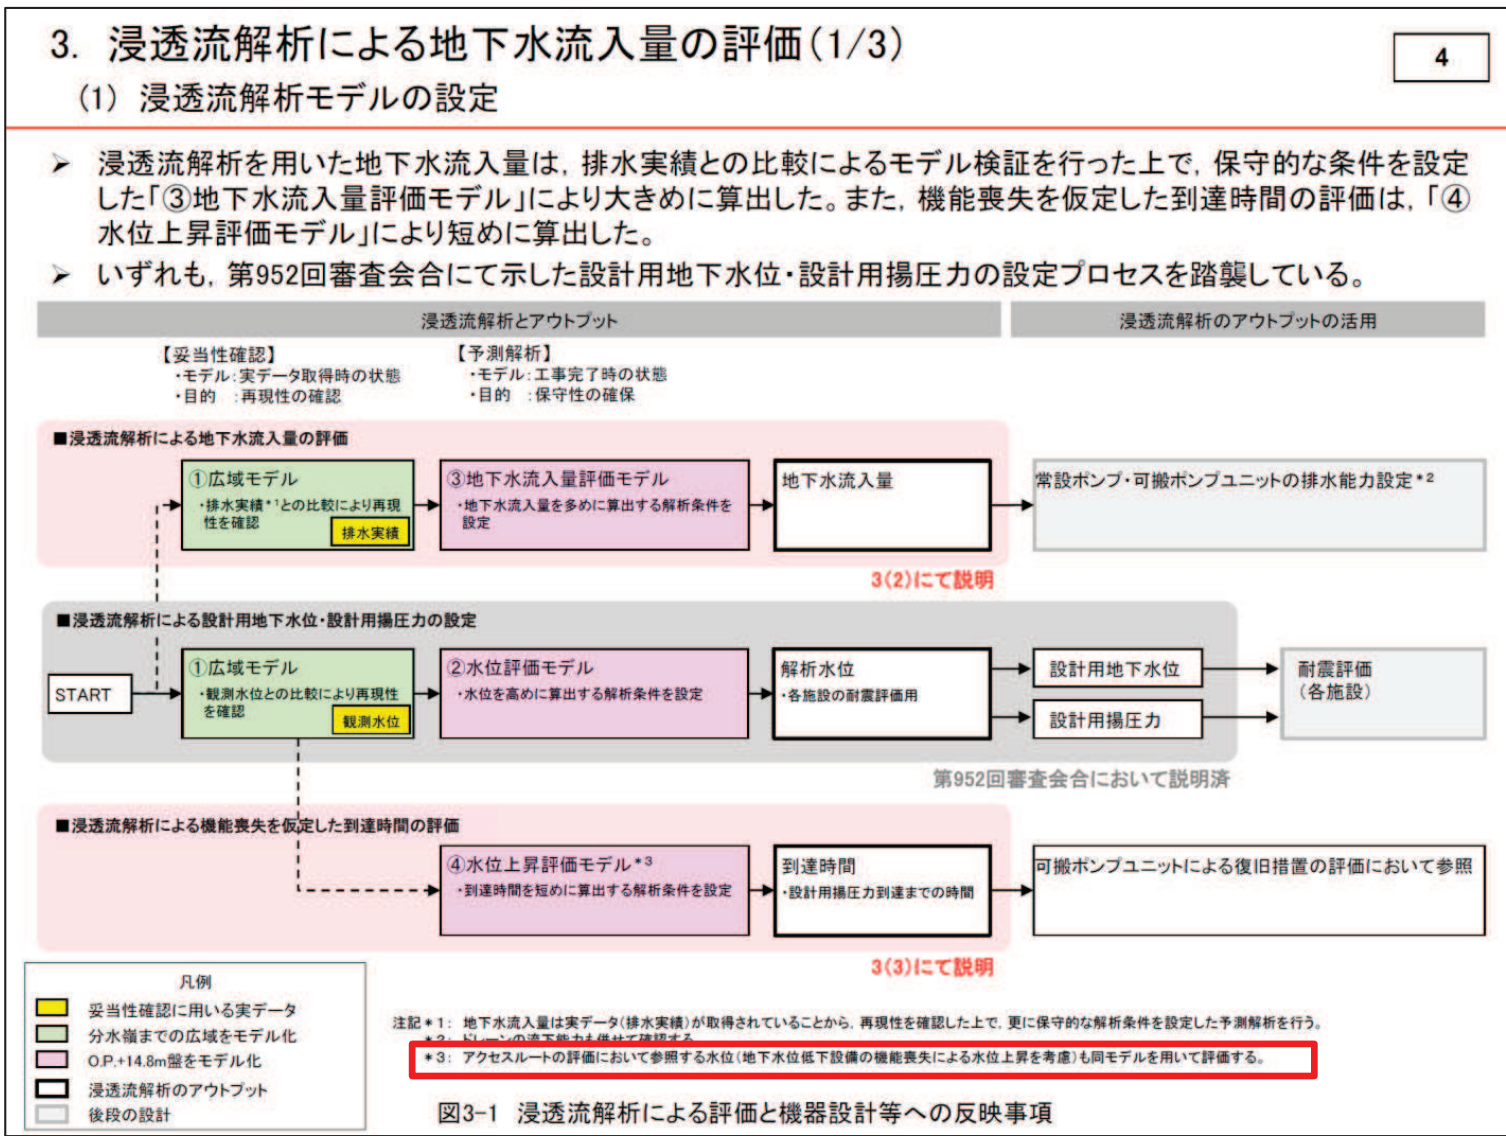 3. 浸透流解析による地下水流入量の評価(1/3)
4
(1) 浸透流解析モデルの設定
➢ 浸透流解析を用いた地下水流入量は, 排水実績との比較によるモデル検証を行った上で, 保守的な条件を設定
した「③地下水流入量評価モデル」により大きめに算出した。また, 機能喪失を仮定した到達時間の評価は, 「④
水位上昇評価モデル」により短めに算出した。
➢ いずれも, 第952回審査会合にて示した設計用地下水位・設計用揚圧力の設定プロセスを踏襲している。
浸透流解析とアウトプット
浸透流解析のアウトプットの活用
【妥当性確認】
・モデル:実データ取得時の状態
・目的 :再現性の確認
【予測解析】
・モデル:工事完了時の状態
・目的 :保守性の確保
■浸透流解析による地下水流入量の評価
①広域モデル
・排水実績*1との比較により再現
性を確認
排水実績
③地下水流入量評価モデル
・地下水流入量を多めに算出する解析条件を
設定
地下水流入量
常設ポンプ・可搬ポンプユニットの排水能力設定*2
3(2)にて説明
■浸透流解析による設計用地下水位・設計用揚圧力の設定
START
①広域モデル
・観測水位との比較により再現性
を確認
観測水位
②水位評価モデル
・水位を高めに算出する解析条件を設定
解析水位
・各施設の耐震評価用
設計用地下水位
設計用揚圧力
耐震評価
(各施設)
第952回審査会合において説明済
■浸透流解析による機能喪失を仮定した到達時間の評価
④水位上昇評価モデル*3
・到達時間を短めに算出する解析条件を設定
到達時間
・設計用揚圧力到達までの時間
可搬ポンプユニットによる復旧措置の評価において参照
3(3)にて説明
凡例
妥当性確認に用いる実データ
分水嶺までの広域をモデル化
O.P.+14.8m盤をモデル化
浸透流解析のアウトプット
後段の設計
注記*1: 地下水流入量は実データ(排水実績)が取得されていることから, 再現性を確認した上で, 更に保守的な解析条件を設定した予測解析を行う。
*2: ドレーンの流下能力も併せて確認する
*3: アクセスルートの評価において参照する水位(地下水位低下設備の機能喪失による水位上昇を考慮)も同モデルを用いて評価する。
図3-1 浸透流解析による評価と機器設計等への反映事項